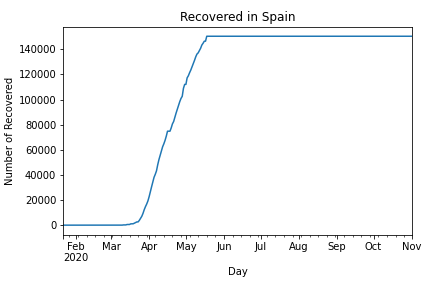 Recovered in Spain
Number of Recovered
140000
120000
100000
80000
60000
40000
20000
0
Feb Mar Apr May Jun Jul Aug Sep Oct Nov
2020
Day